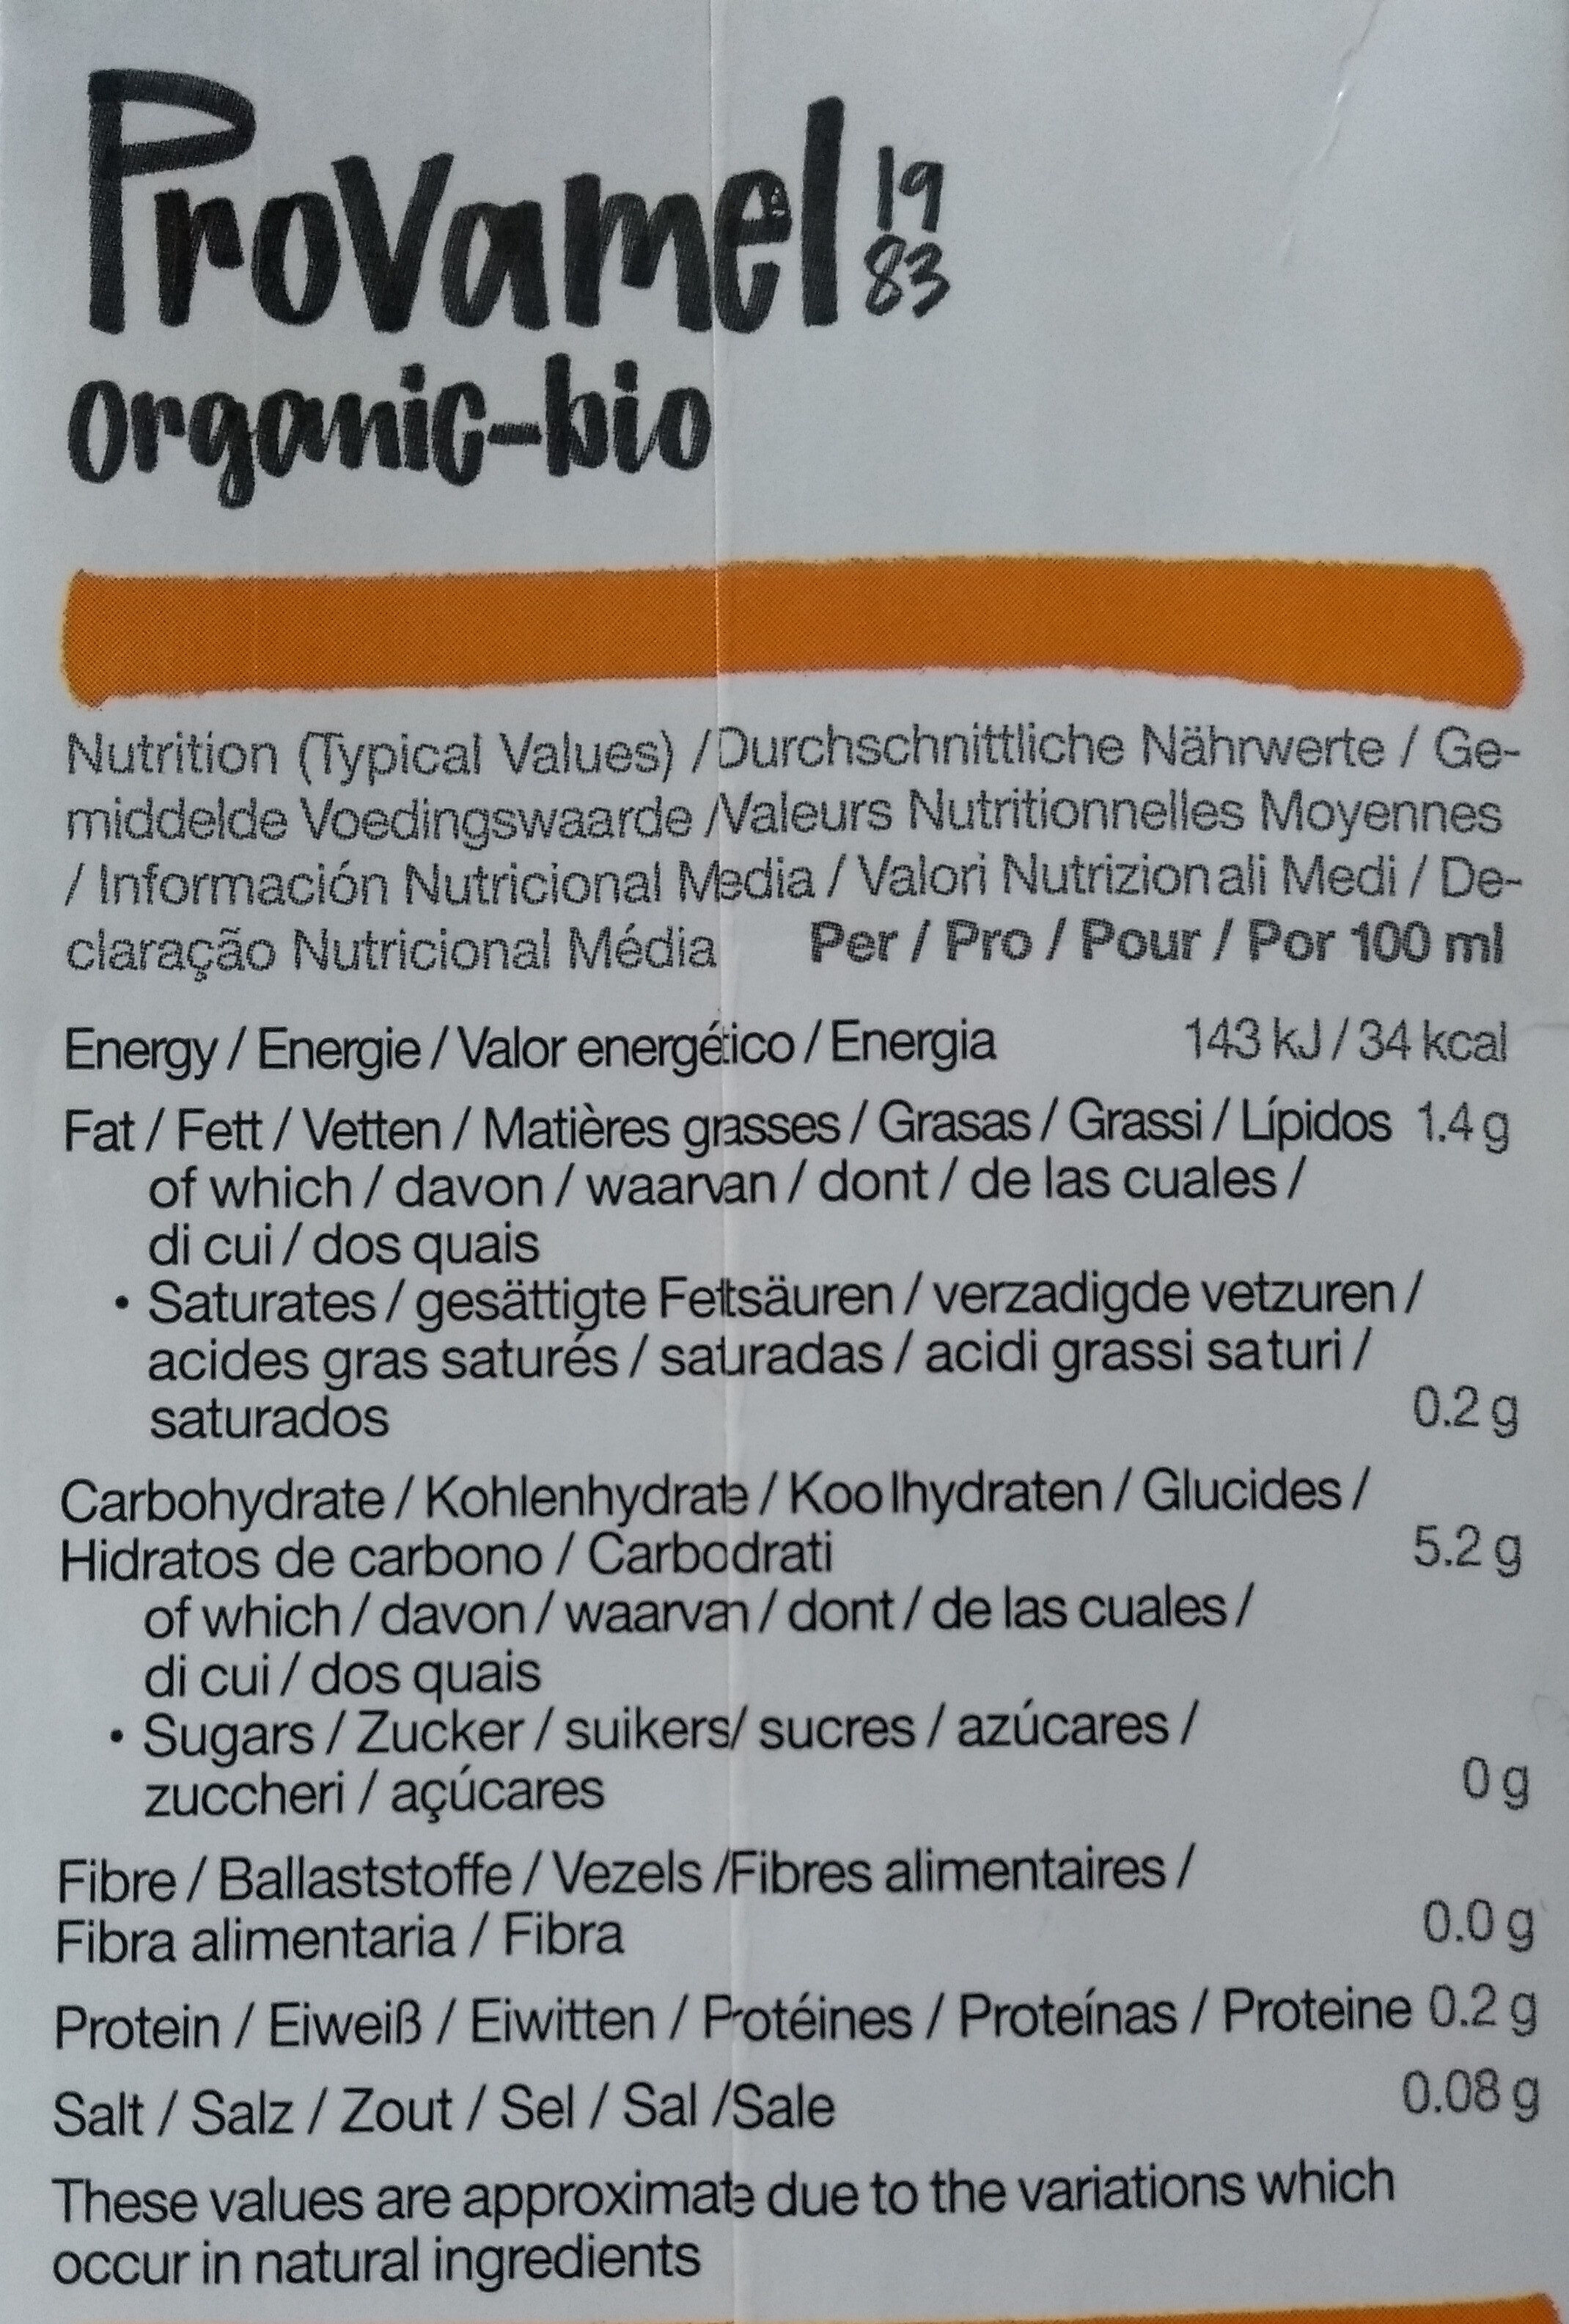 Provamel 19 83
organic-bio
Nutrition (Typical Values) /Durchschnittliche Nährwerte / Ge-
middelde Voedingswaarde /Valeurs Nutritionnelles Moyennes
/ Información Nutricional Media / Valori Nutrizionali Medi / De-
claração Nutricional Média Per / Pro / Pour / Por 100 ml
Energy / Energie / Valor energético / Energia 143 kJ / 34 kcal
Fat / Fett / Vetten / Matières grasses / Grasas / Grassi / Lípidos 1.4 g
of which / davon / waarvan / dont / de las cuales /
di cui / dos quais
• Saturates / gesättigte Fettsäuren / verzadigde vetzuren /
acides gras saturés / saturadas / acidi grassi saturi /
saturados 0.2 g
Carbohydrate / Kohlenhydrate / Koolhydraten / Glucides /
Hidratos de carbono / Carbodrati 5.2 g
of which / davon / waarvan / dont / de las cuales /
di cui / dos quais
• Sugars / Zucker / suikers/ sucres / azúcares /
zuccheri / açúcares 0 g
Fibre / Ballaststoffe / Vezels /Fibres alimentaires /
Fibra alimentaria / Fibra 0.0 g
Protein / Eiweiß / Eiwitten / Protéines / Proteínas / Proteine 0.2 g
Salt / Salz / Zout / Sel / Sal /Sale 0.08 g
These values are approximate due to the variations which
occur in natural ingredients